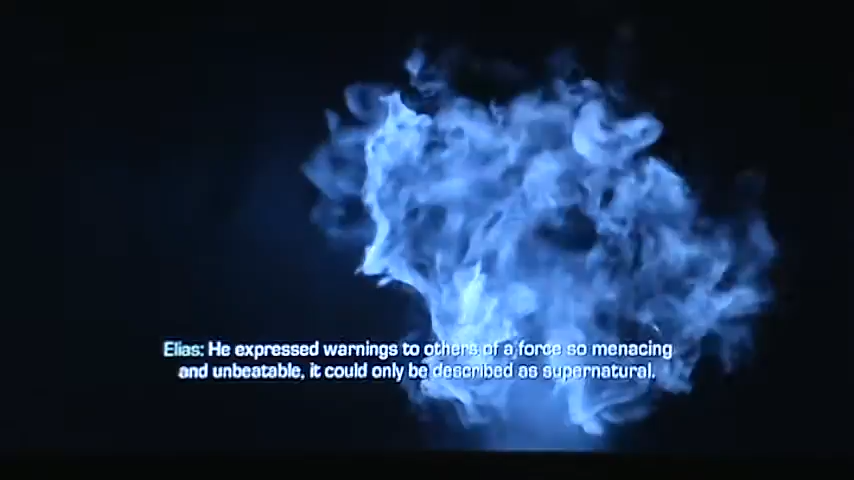 Elias: He expressed warnings to others of a force so menacing
and unbeatable, it could only be described as supernatural.